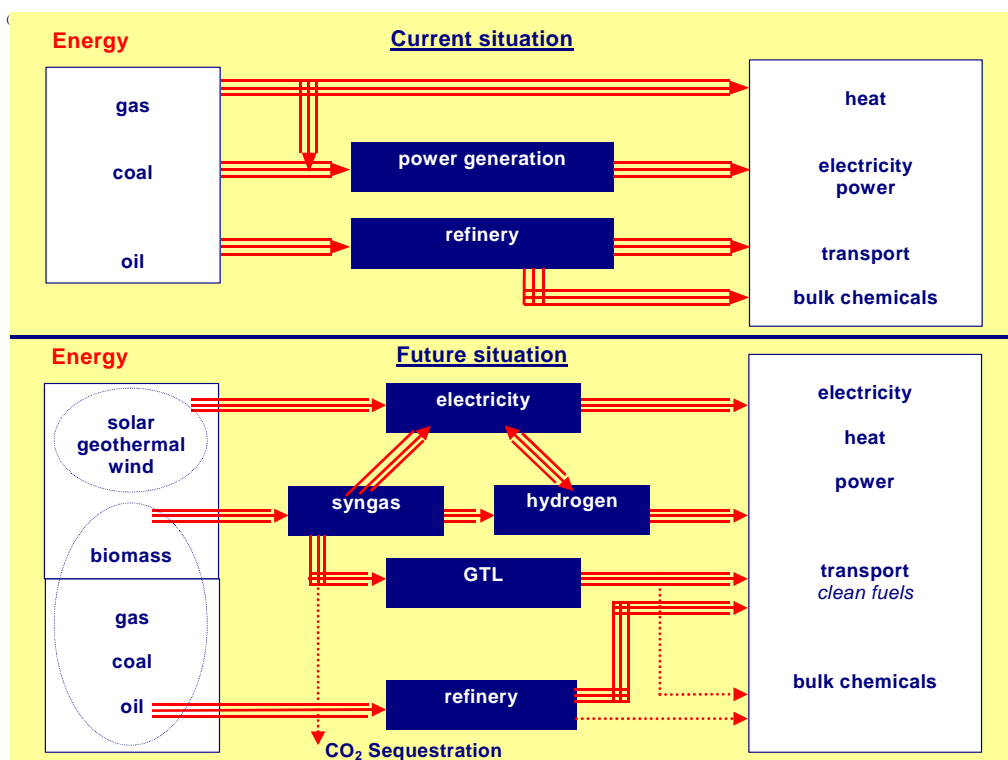 Energy
Current situation
gas
heat
coal
power generation
electricity
power
oil
refinery
transport
bulk chemicals
Energy
Future situation
solar
geothermal
wind
electricity
electricity
heat
power
syngas
hydrogen
biomass
GTL
transport
clean fuels
gas
coal
oil
refinery
bulk chemicals
CO₂ Sequestration